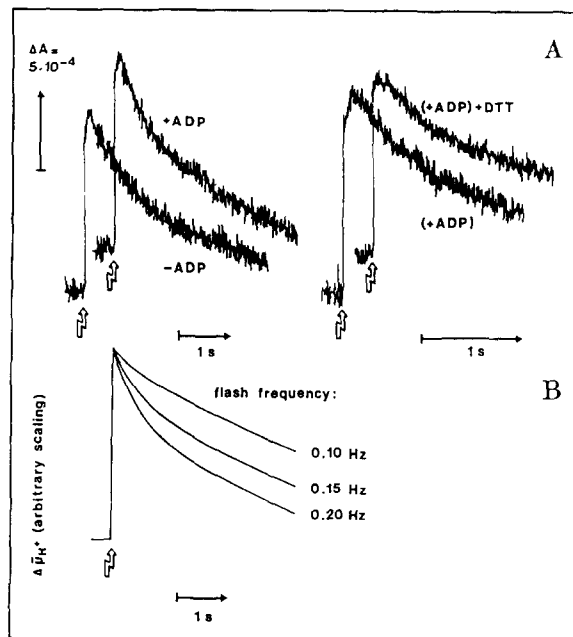 ΔA =
5·10⁻⁴
A
+ADP
−ADP
1 s
(+ADP)+DTT
(+ADP)
1 s
B
flash frequency:
0.10 Hz
0.15 Hz
0.20 Hz
Δμ̃H⁺ (arbitrary scaling)
1 s